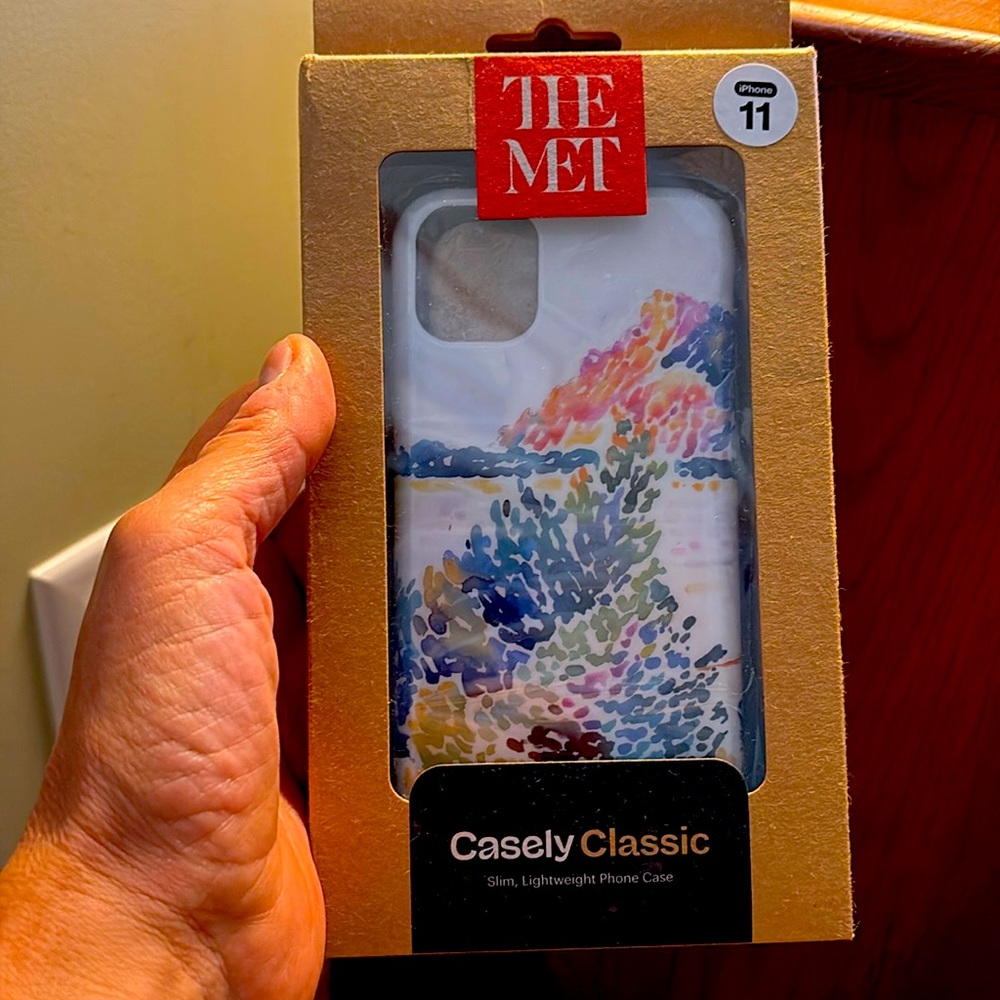 THE
MET
iPhone
11
Casely Classic
Slim, Lightweight Phone Case